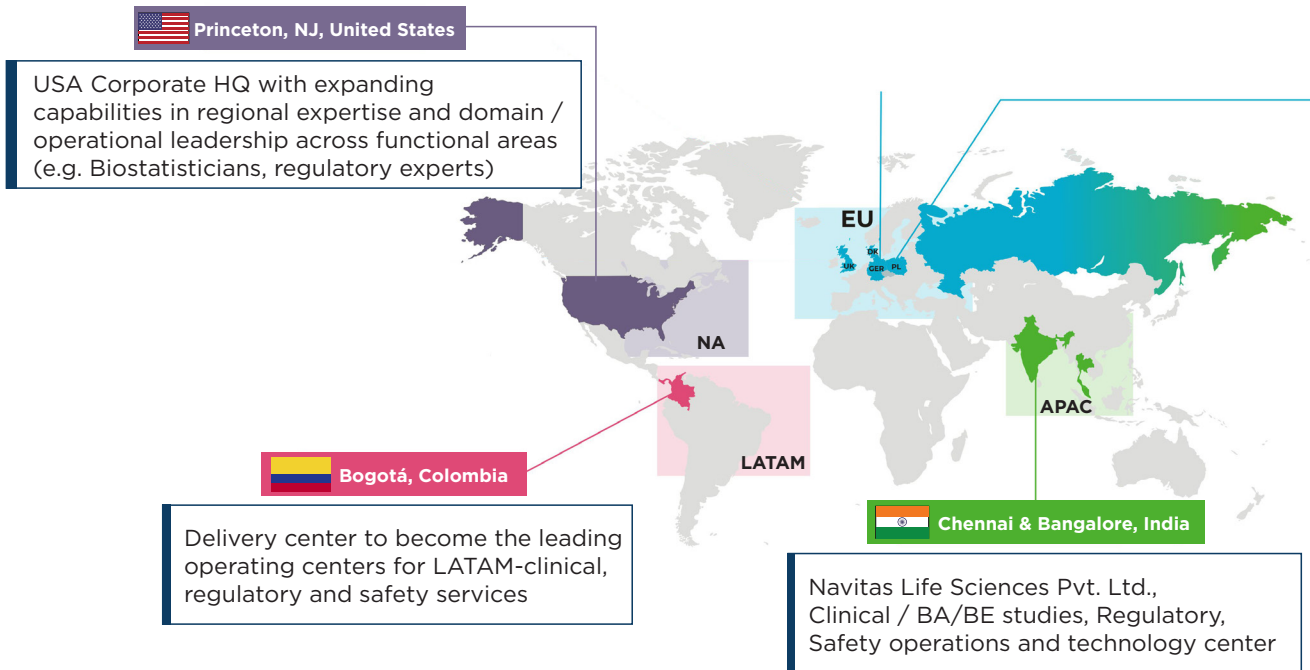 Princeton, NJ, United States
USA Corporate HQ with expanding
capabilities in regional expertise and domain /
operational leadership across functional areas
(e.g. Biostatisticians, regulatory experts)
EU
DK
UK
GER
PL
NA
APAC
LATAM
Bogotá, Colombia
Delivery center to become the leading
operating centers for LATAM-clinical,
regulatory and safety services
Chennai & Bangalore, India
Navitas Life Sciences Pvt. Ltd.,
Clinical / BA/BE studies, Regulatory,
Safety operations and technology center